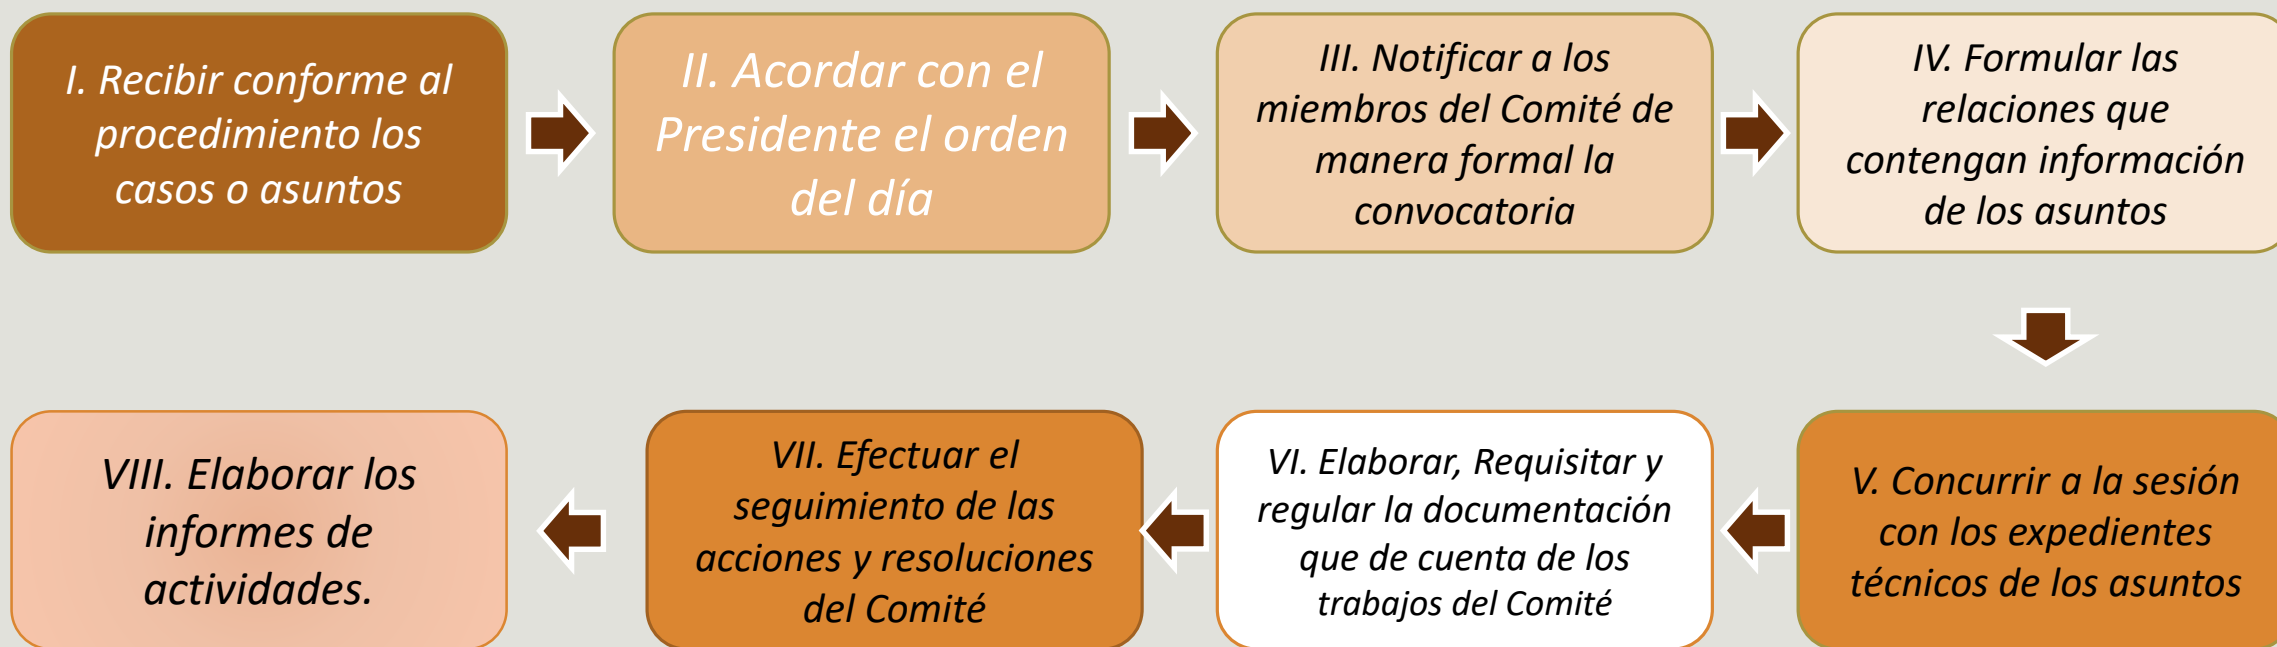 I. Recibir conforme al
procedimiento los
casos o asuntos
II. Acordar con el
Presidente el orden
del día
III. Notificar a los
miembros del Comité de
manera formal la
convocatoria
IV. Formular las
relaciones que
contengan información
de los asuntos
V. Concurrir a la sesión
con los expedientes
técnicos de los asuntos
VI. Elaborar, Requisitar y
regular la documentación
que de cuenta de los
trabajos del Comité
VII. Efectuar el
seguimiento de las
acciones y resoluciones
del Comité
VIII. Elaborar los
informes de
actividades.